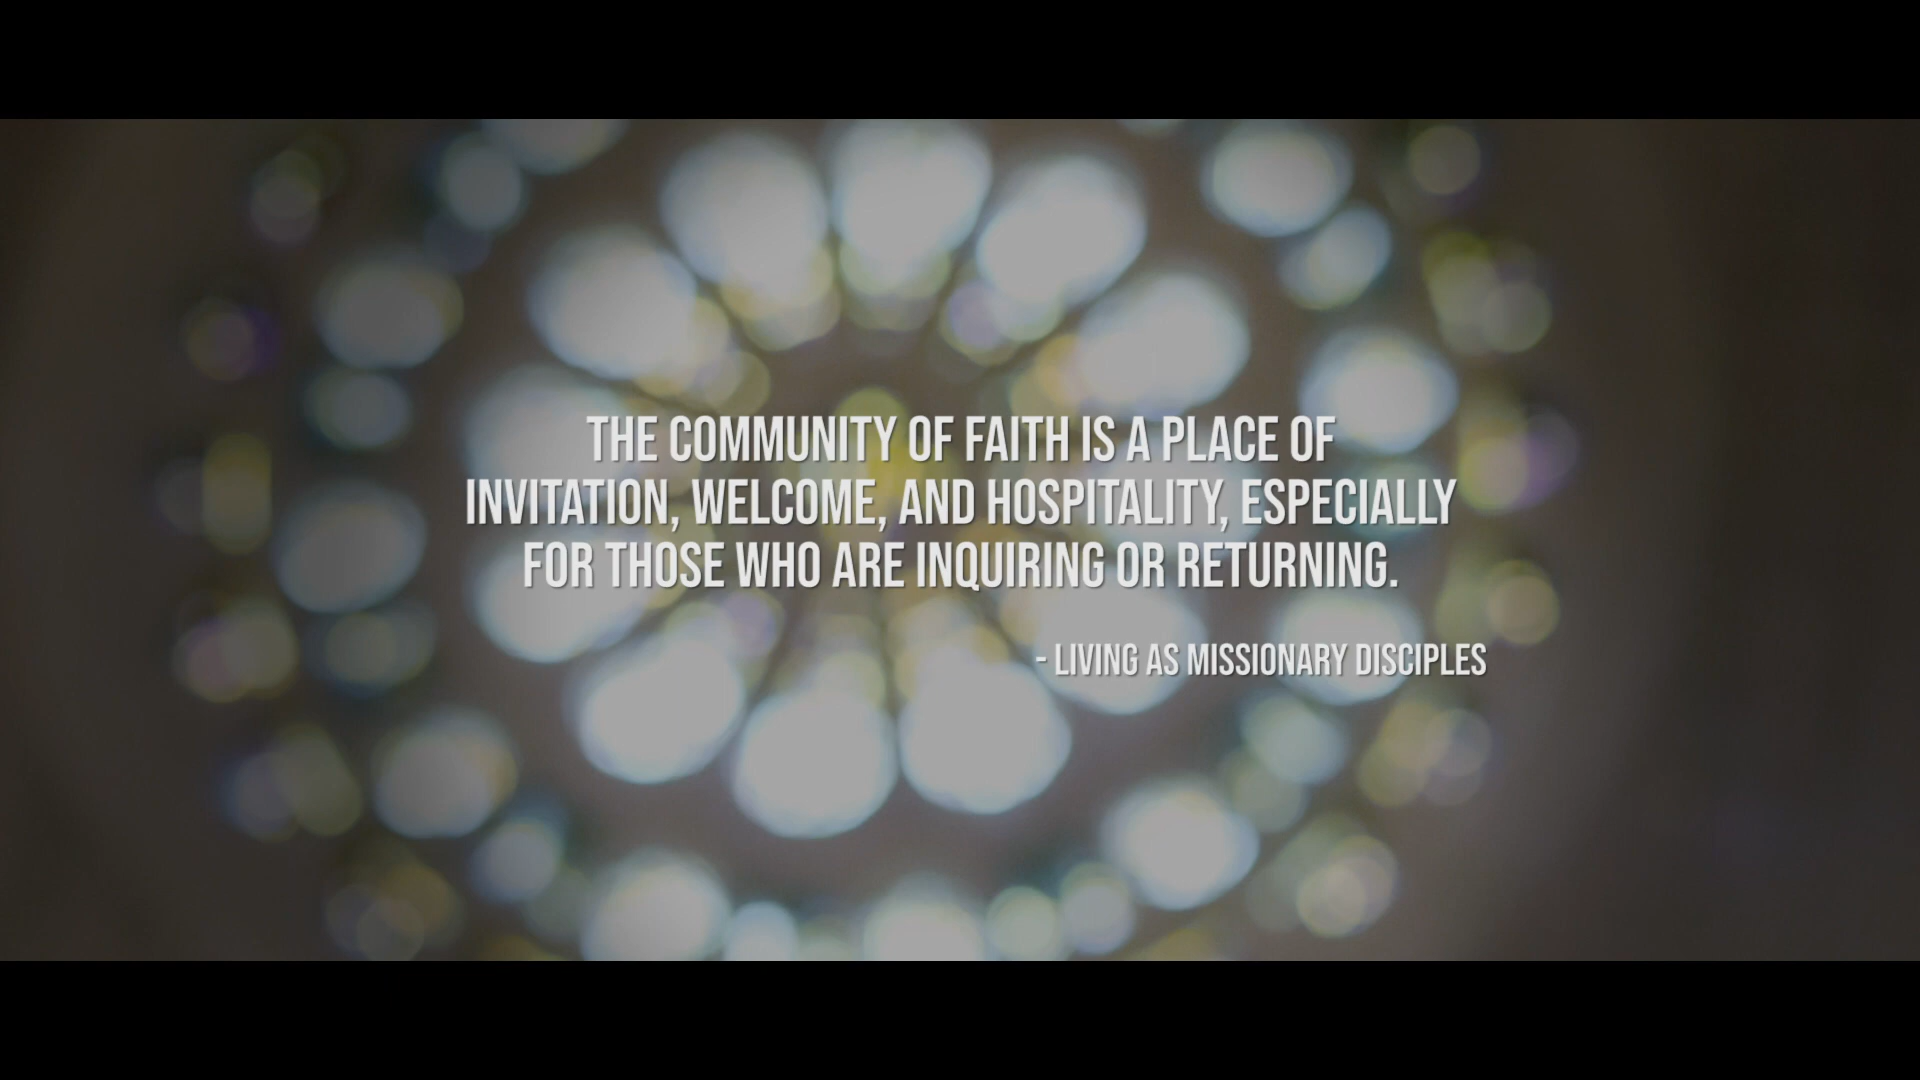 THE COMMUNITY OF FAITH IS A PLACE OF
INVITATION, WELCOME, AND HOSPITALITY, ESPECIALLY
FOR THOSE WHO ARE INQUIRING OR RETURNING.
- LIVING AS MISSIONARY DISCIPLES